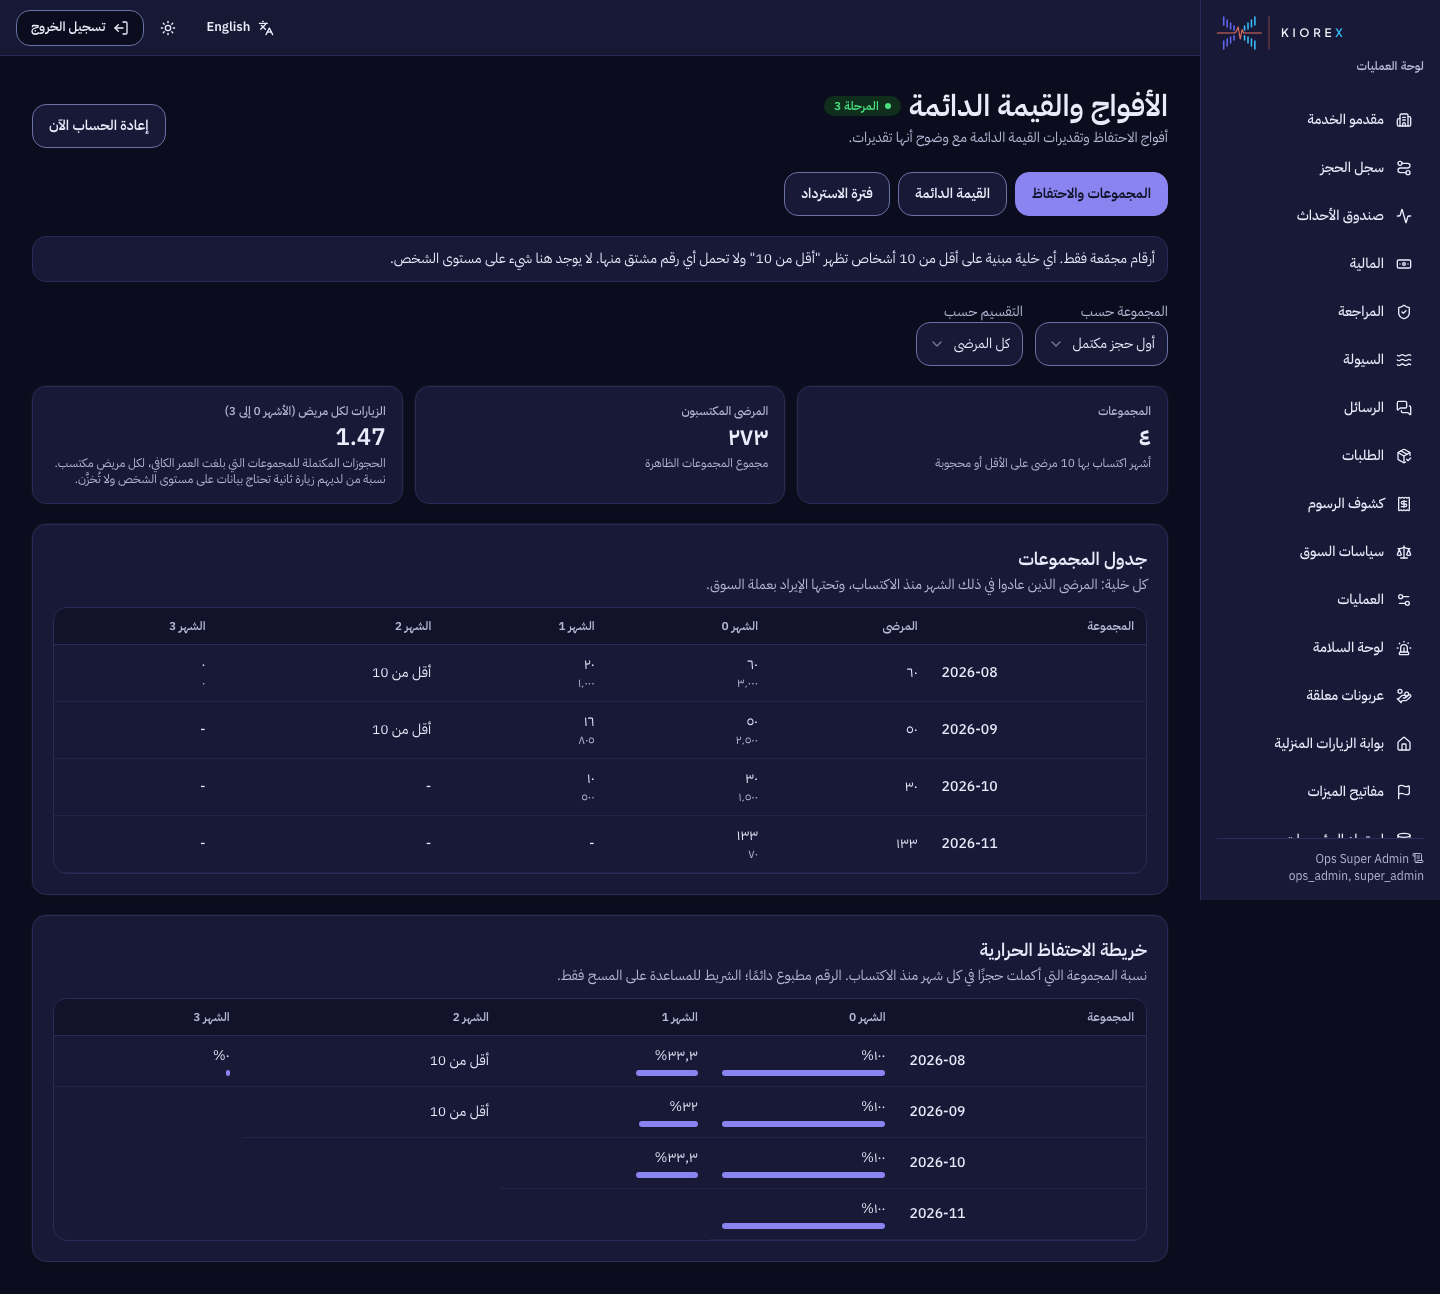 KIOREX
لوحة العمليات
مقدمو الخدمة
سجل الحجز
صندوق الأحداث
المالية
المراجعة
السيولة
الرسائل
الطلبات
كشوف الرسوم
سياسات السوق
العمليات
لوحة السلامة
عربونات معلقة
بوابة الزيارات المنزلية
مفاتيح الميزات
Ops Super Admin
ops_admin, super_admin
English
تسجيل الخروج
الأفواج والقيمة الدائمة
المرحلة 3
أفواج الاحتفاظ وتقديرات القيمة الدائمة مع وضوح أنها تقديرات.
إعادة الحساب الآن
المجموعات والاحتفاظ
القيمة الدائمة
فترة الاسترداد
أرقام مجمّعة فقط. أي خلية مبنية على أقل من 10 أشخاص تظهر "أقل من 10" ولا تحمل أي رقم مشتق منها. لا يوجد هنا شيء على مستوى الشخص.
المجموعة حسب
التقسيم حسب
أول حجز مكتمل
كل المرضى
المجموعات
٤
أشهر اكتساب بها 10 مرضى على الأقل أو محجوبة
المرضى المكتسبون
٢٧٣
مجموع المجموعات الظاهرة
الزيارات لكل مريض (الأشهر 0 إلى 3)
1.47
الحجوزات المكتملة للمجموعات التي بلغت العمر الكافي، لكل مريض مكتسب.
نسبة من لديهم زيارة ثانية تحتاج بيانات على مستوى الشخص ولا تُخزَّن.
جدول المجموعات
كل خلية: المرضى الذين عادوا في ذلك الشهر منذ الاكتساب، وتحتها الإيراد بعملة السوق.
المجموعة المرضى الشهر 0 الشهر 1 الشهر 2 الشهر 3
2026-08 ٦٠ ٦٠ ٢٠ أقل من 10 ٠
٣,٠٠٠ ١,٠٠٠ ٠
2026-09 ٥٠ ٥٠ ١٦ أقل من 10 -
٢,٥٠٠ ٨٠٥
2026-10 ٣٠ ٣٠ ١٠ - -
١,٥٠٠ ٥٠٠
2026-11 ١٣٣ ١٣٣ - - -
٧٠
خريطة الاحتفاظ الحرارية
نسبة المجموعة التي أكملت حجزًا في كل شهر منذ الاكتساب. الرقم مطبوع دائمًا؛ الشريط للمساعدة على المسح فقط.
المجموعة الشهر 0 الشهر 1 الشهر 2 الشهر 3
2026-08 ١٠٠% ٣٣,٣% أقل من 10 ٠%
2026-09 ١٠٠% ٣٢% أقل من 10
2026-10 ١٠٠% ٣٣,٣%
2026-11 ١٠٠%